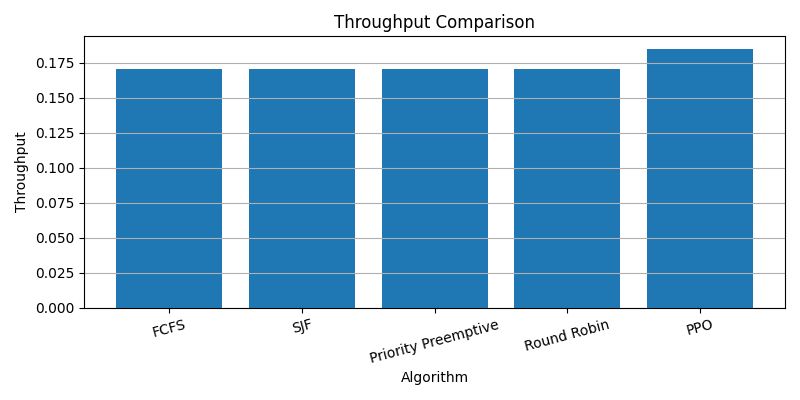 Throughput Comparison
Throughput
0.175
0.150
0.125
0.100
0.075
0.050
0.025
0.000
FCFS
SJF
Priority Preemptive
Round Robin
PPO
Algorithm